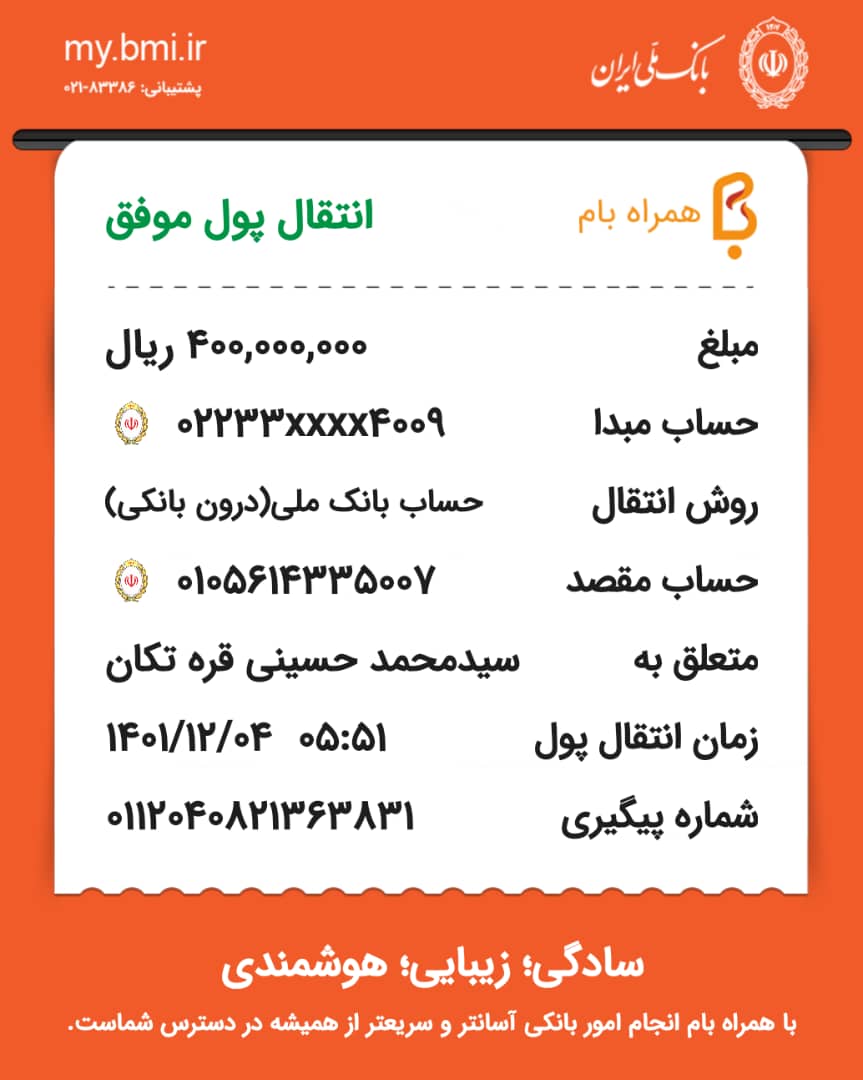 my.bmi.ir
پشتیبانی: ۸۳۳۸۶-۰۲۱
بانک ملّی ایران
همراه بام
انتقال پول موفق
مبلغ ۴۰۰,۰۰۰,۰۰۰ ریال
حساب مبدا ۰۲۲۳۳xxxx۴۰۰۹
روش انتقال حساب بانک ملی(درون بانکی)
حساب مقصد ۰۱۰۵۶۱۴۳۳۵۰۰۷
متعلق به سیدمحمد حسینی قره تکان
زمان انتقال پول ۰۵:۵۱ ۱۴۰۱/۱۲/۰۴
شماره پیگیری ۰۱۱۲۰۴۰۸۲۱۳۶۳۸۳۱
سادگی؛ زیبایی؛ هوشمندی
با همراه بام انجام امور بانکی آسانتر و سریعتر از همیشه در دسترس شماست.